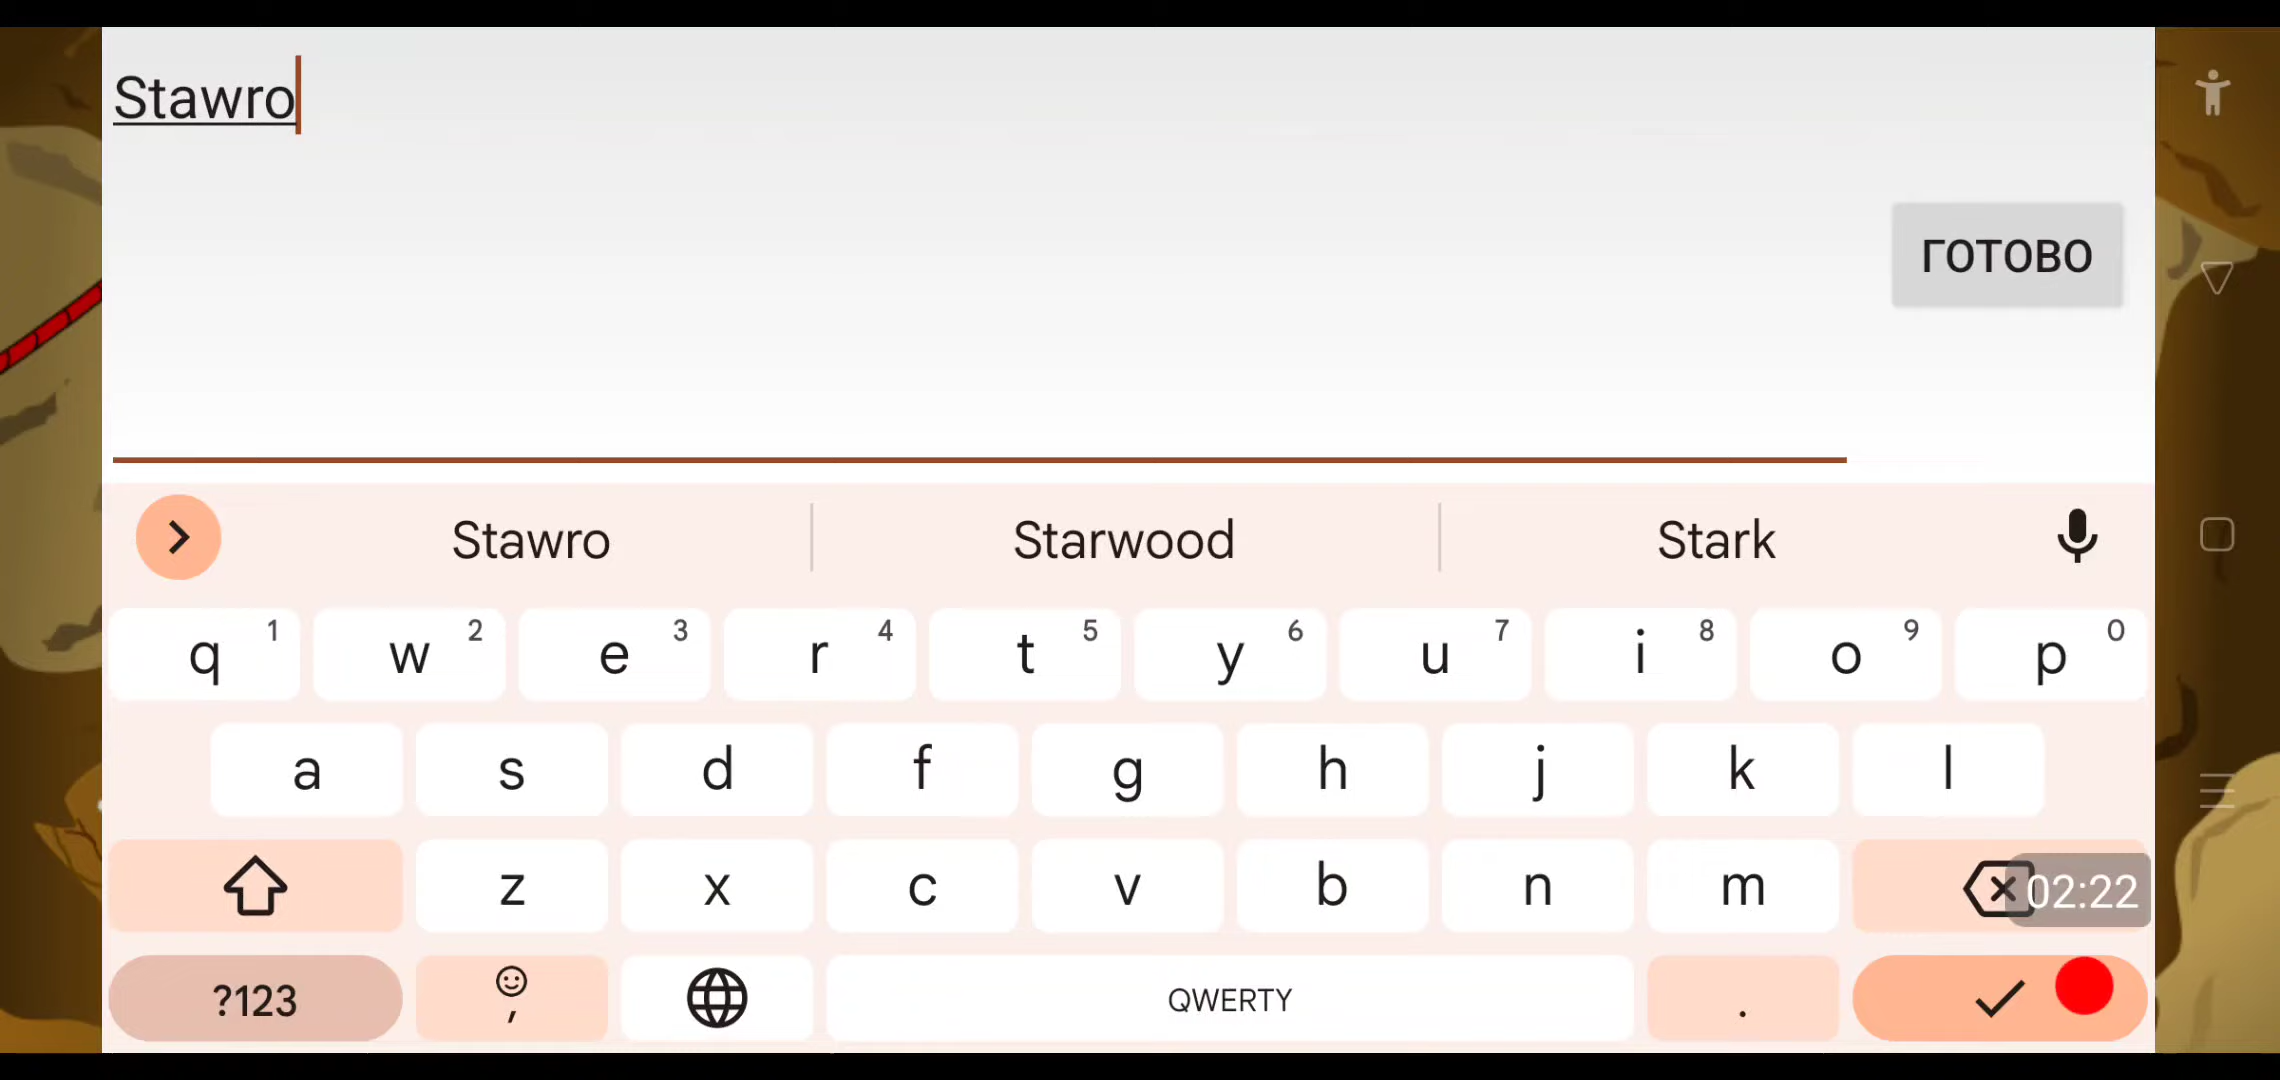 Stawro
ГОТОВО
Stawro Starwood Stark
q 1 w 2 e 3 r 4 t 5 y 6 u 7 i 8 o 9 p 0
a s d f g h j k l
z x c v b n m 02:22
?123 , QWERTY .